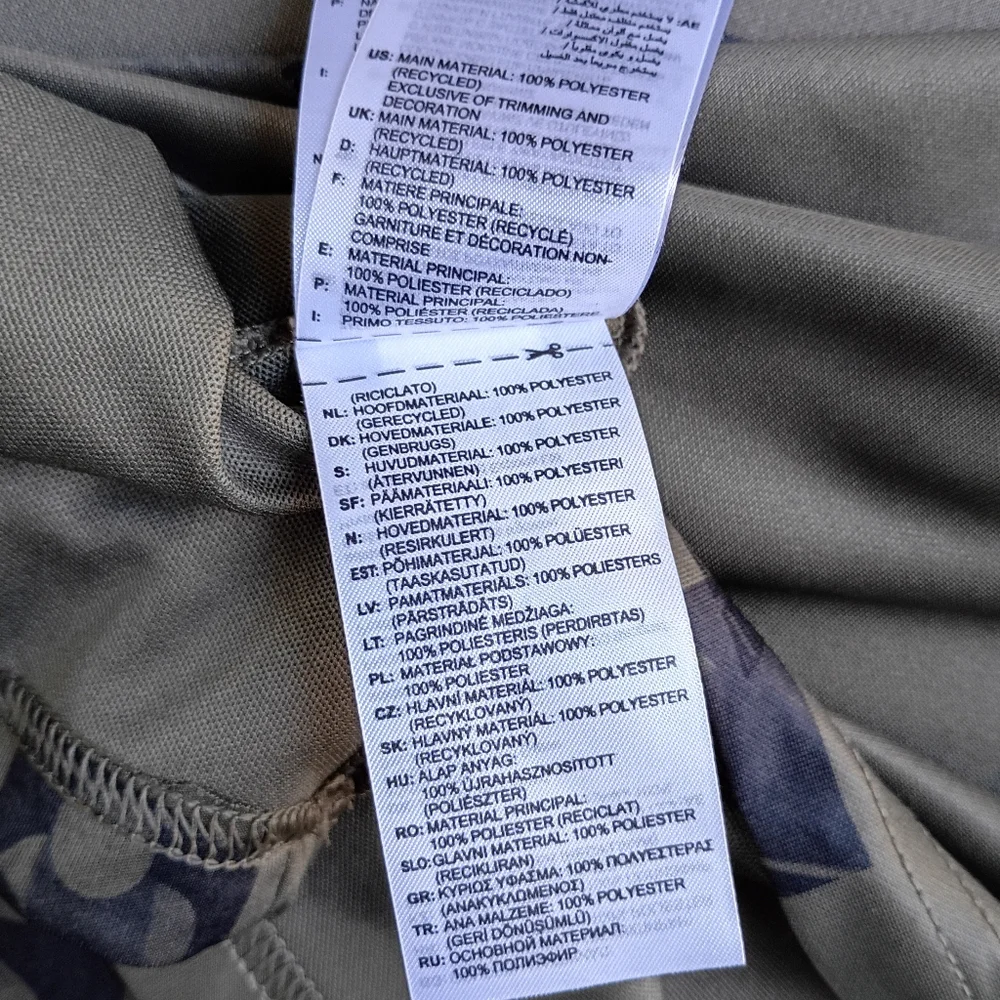 P:
I:
N
US: MAIN MATERIAL: 100% POLYESTER
(RECYCLED)
EXCLUSIVE OF TRIMMING AND
DECORATION
UK: MAIN MATERIAL: 100% POLYESTER
(RECYCLED)
D: HAUPTMATERIAL: 100% POLYESTER
(RECYCLED)
F: MATIERE PRINCIPALE:
100% POLYESTER (RECYCLÉ)
GARNITURE ET DÉCORATION NON-
COMPRISE
E: MATERIAL PRINCIPAL:
100% POLIESTER (RECICLADO)
P: MATERIAL PRINCIPAL:
100% POLIÉSTER (RECICLADA)
I: PRIMO TESSUTO: 100% POLIESTERE
(RICICLATO)
NL: HOOFDMATERIAAL: 100% POLYESTER
(GERECYCLED)
DK: HOVEDMATERIALE: 100% POLYESTER
(GENBRUGS)
S: HUVUDMATERIAL: 100% POLYESTER
(ÅTERVUNNEN)
SF: PÄÄMATERIAALI: 100% POLYESTERI
(KIERRÄTETTY)
N: HOVEDMATERIAL: 100% POLYESTER
(RESIRKULERT)
EST: PÕHIMATERJAL: 100% POLÜESTER
(TAASKASUTATUD)
LV: PAMATMATERIĀLS: 100% POLIESTERS
(PĀRSTRĀDĀTS)
LT: PAGRINDINĖ MEDŽIAGA:
100% POLIESTERIS (PERDIRBTAS)
PL: MATERIAŁ PODSTAWOWY:
100% POLIESTER
CZ: HLAVNÍ MATERIÁL: 100% POLYESTER
(RECYKLOVANÝ)
SK: HLAVNÝ MATERIÁL: 100% POLYESTER
(RECYKLOVANÝ)
HU: ALAP ANYAG:
100% ÚJRAHASZNOSÍTOTT
(POLIÉSZTER)
RO: MATERIAL PRINCIPAL:
100% POLIESTER (RECICLAT)
SLO: GLAVNI MATERIAL: 100% POLIESTER
(RECIKLIRAN)
GR: ΚΥΡΙΩΣ ΥΦΑΣΜΑ: 100% ΠΟΛΥΕΣΤΕΡΑΣ
(ΑΝΑΚΥΚΛΩΜΕΝΟΣ)
TR: ANA MALZEME: 100% POLYESTER
(GERİ DÖNÜŞÜMLÜ)
RU: ОСНОВНОЙ МАТЕРИАЛ:
100% ПОЛИЭФИР